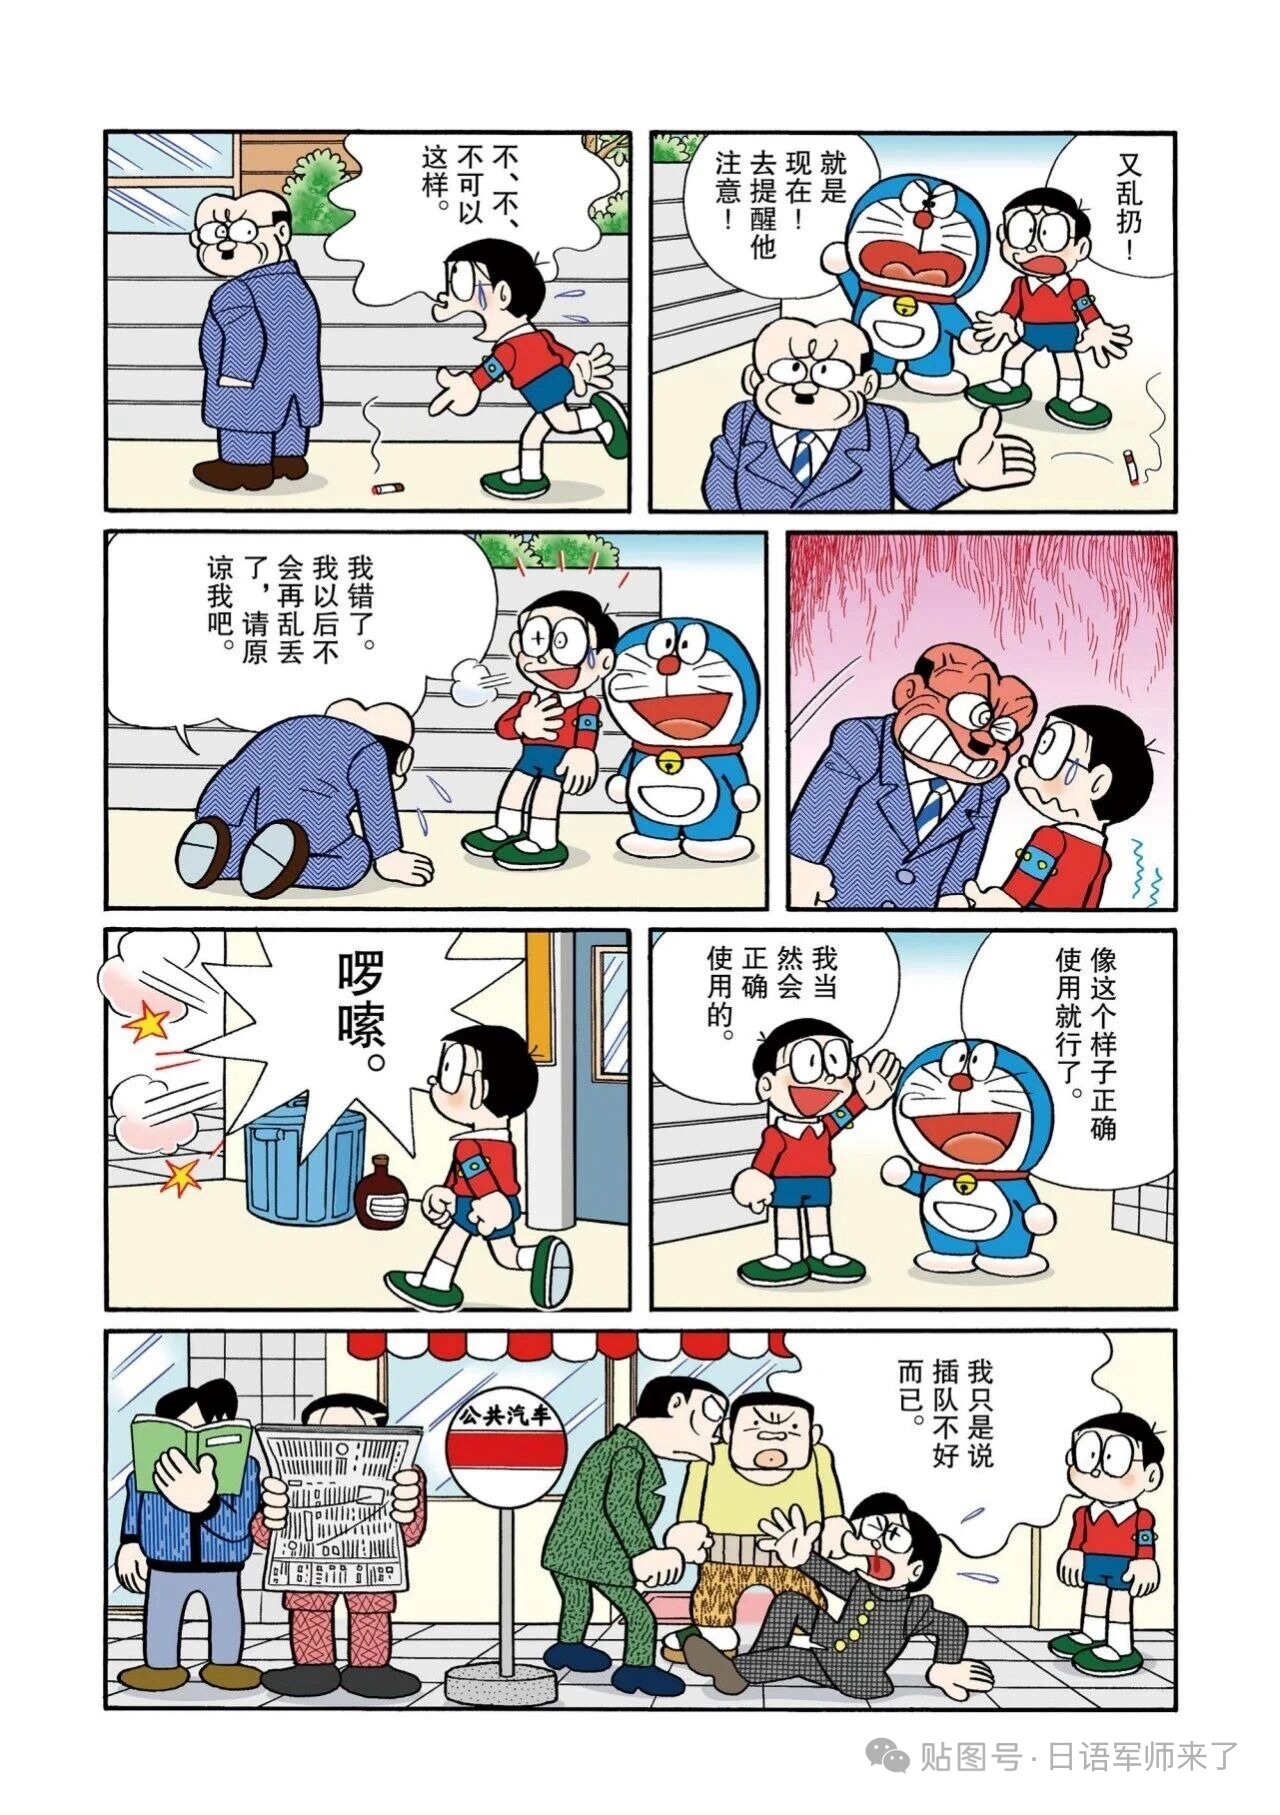 又乱扔！
就是
现在！
去提醒他
注意！
不、不、
不可以
这样。
我错了。
我以后不
会再乱丢
了，请原
谅我吧。
像这个样子正确
使用就行了。
我当
然会
正确
使用的。
啰嗦。
我只是说
插队不好
而已。
公共汽车
贴图号·日语军师来了